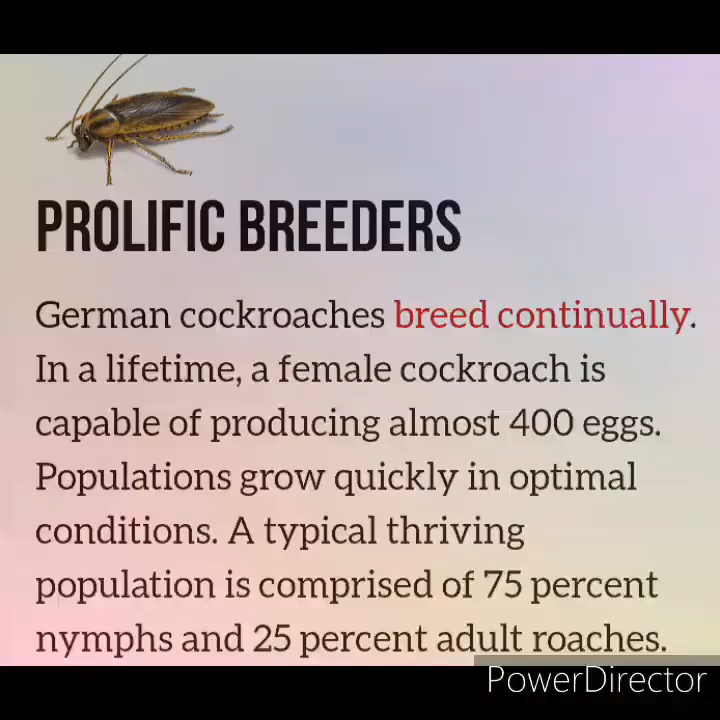 PROLIFIC BREEDERS
German cockroaches breed continually.
In a lifetime, a female cockroach is
capable of producing almost 400 eggs.
Populations grow quickly in optimal
conditions. A typical thriving
population is comprised of 75 percent
nymphs and 25 percent adult roaches.
PowerDirector